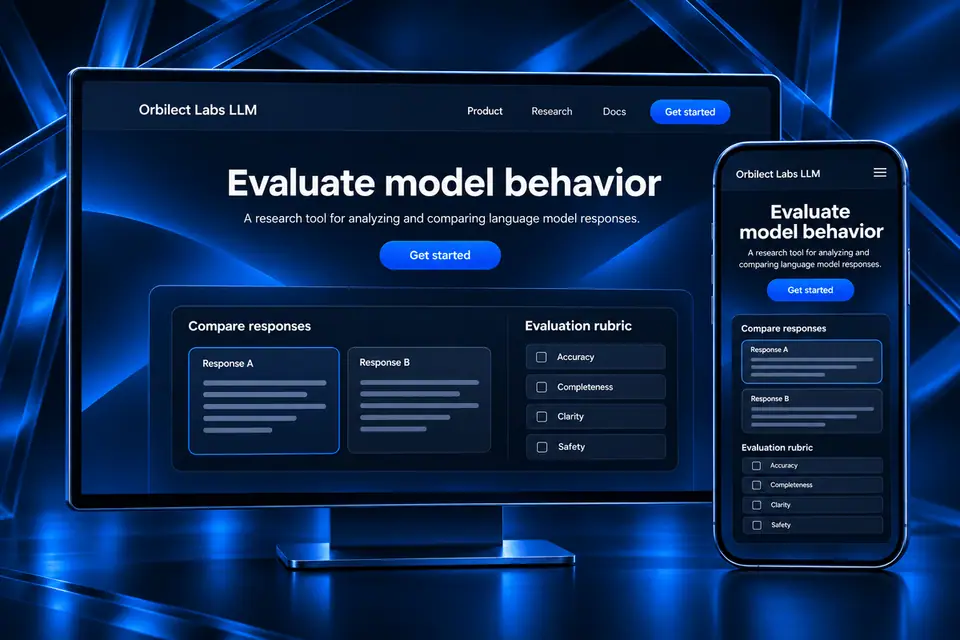 Orbilect Labs LLM
Product
Research
Docs
Get started
Evaluate model behavior
A research tool for analyzing and comparing language model responses.
Get started
Compare responses
Response A
Response B
Evaluation rubric
Accuracy
Completeness
Clarity
Safety
Orbilect Labs LLM
Evaluate
model behavior
A research tool for analyzing and
comparing language model responses.
Get started
Compare responses
Response A
Response B
Evaluation rubric
Accuracy
Completeness
Clarity
Safety